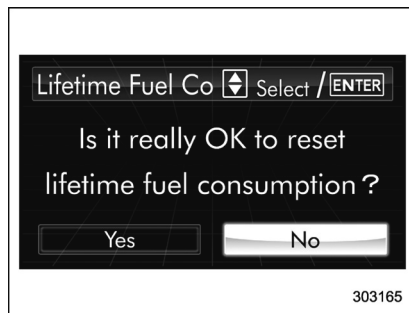 Lifetime Fuel Co Select / ENTER
Is it really OK to reset
lifetime fuel consumption ?
Yes No
303165